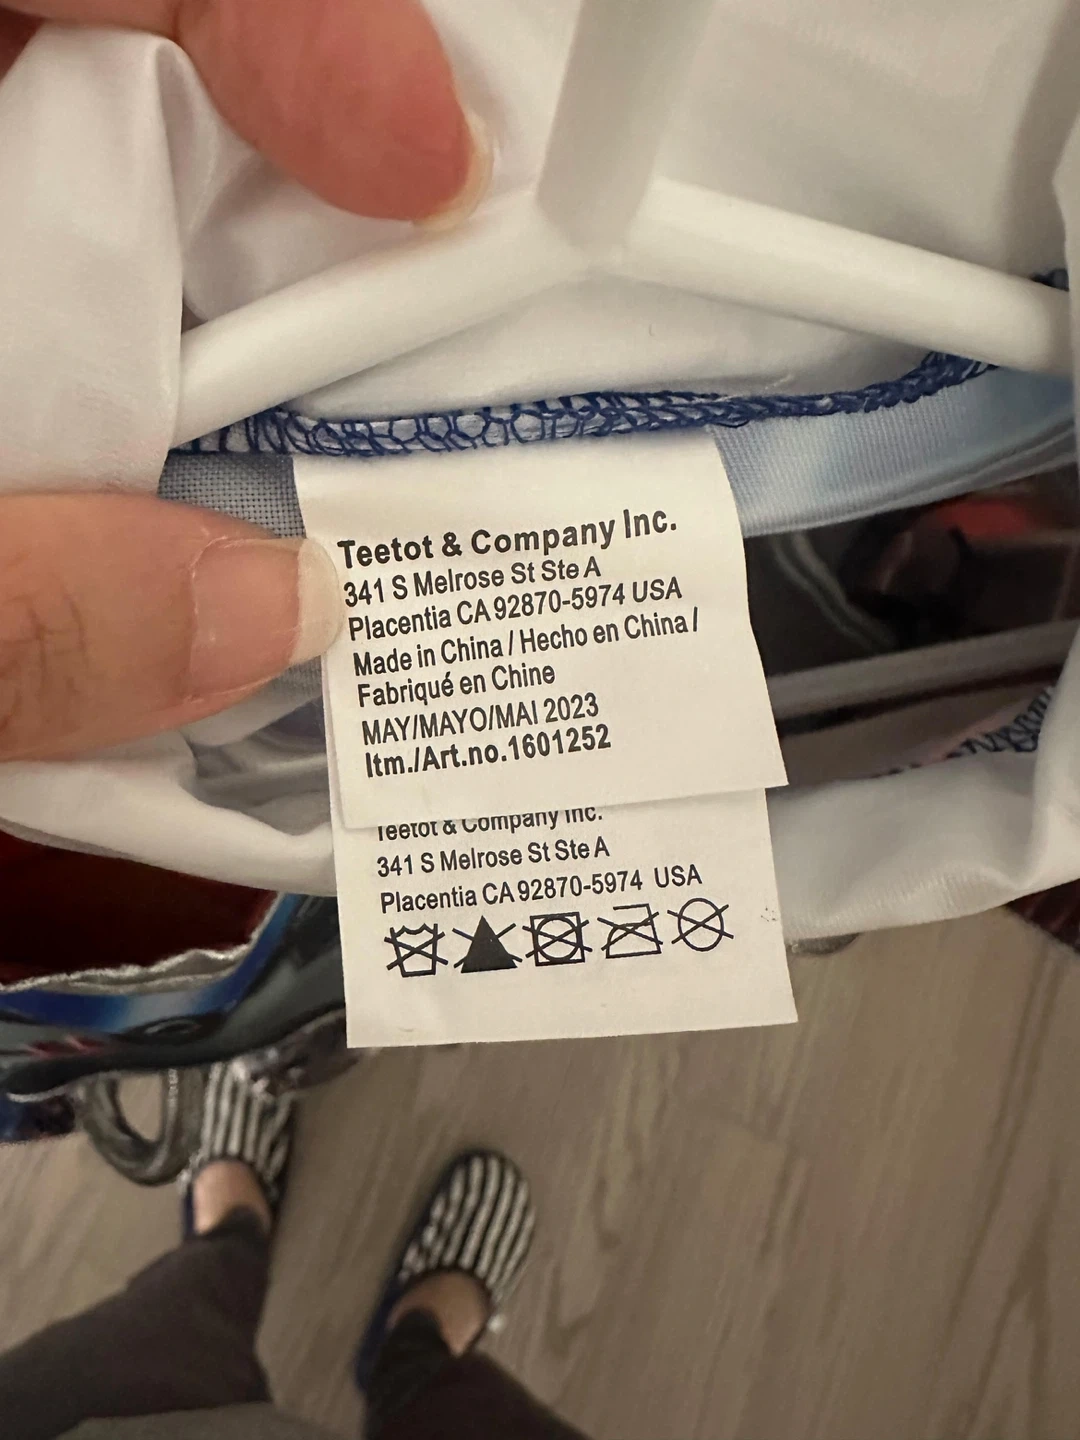 Teetot & Company Inc.
341 S Melrose St Ste A
Placentia CA 92870-5974 USA
Made in China / Hecho en China /
Fabriqué en Chine
MAY/MAYO/MAI 2023
Itm./Art.no.1601252
Teetot & Company Inc.
341 S Melrose St Ste A
Placentia CA 92870-5974 USA